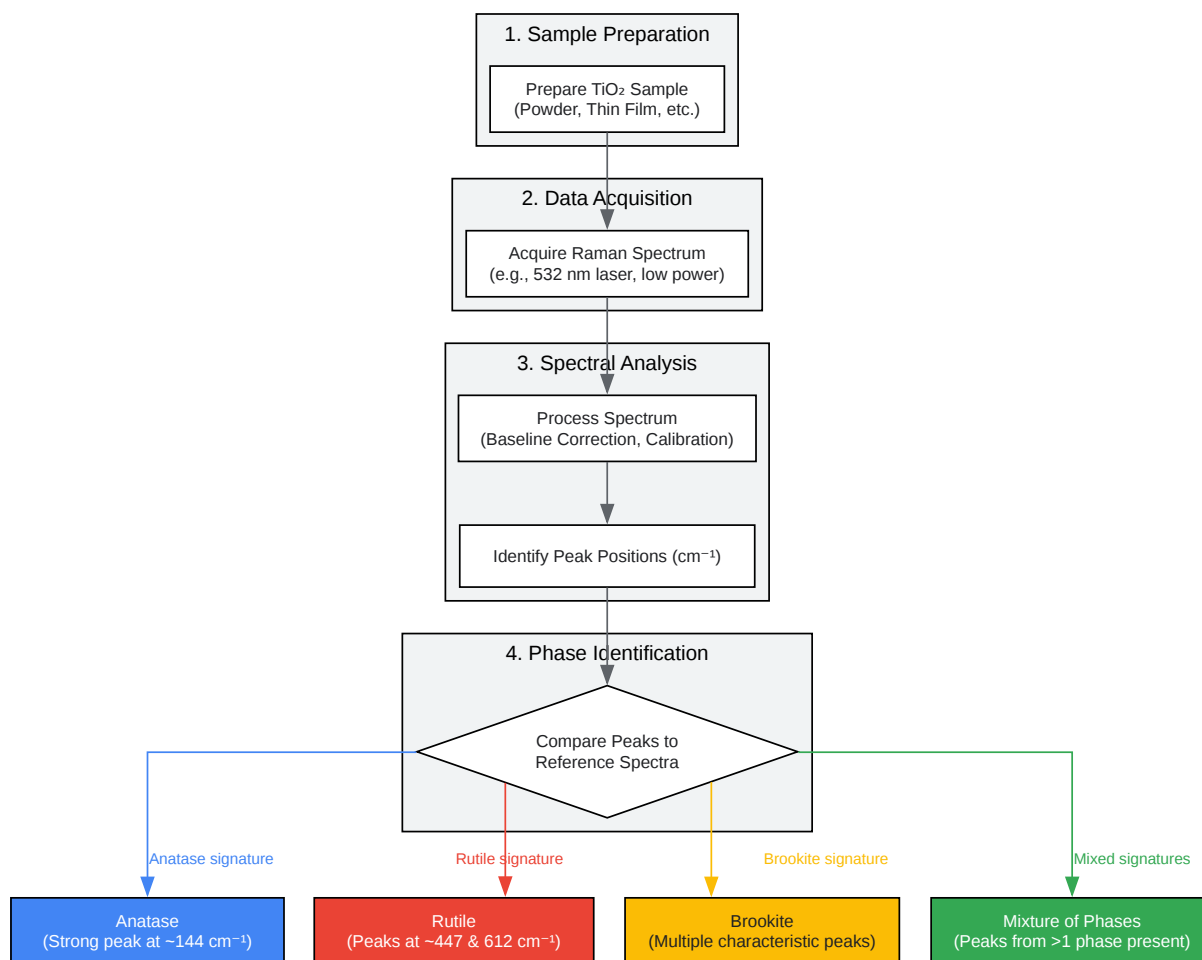 1. Sample Preparation
Prepare TiO₂ Sample
(Powder, Thin Film, etc.)
2. Data Acquisition
Acquire Raman Spectrum
(e.g., 532 nm laser, low power)
3. Spectral Analysis
Process Spectrum
(Baseline Correction, Calibration)
Identify Peak Positions (cm⁻¹)
4. Phase Identification
Compare Peaks to
Reference Spectra
Anatase signature
Rutile signature
Brookite signature
Mixed signatures
Anatase
(Strong peak at ~144 cm⁻¹)
Rutile
(Peaks at ~447 & 612 cm⁻¹)
Brookite
(Multiple characteristic peaks)
Mixture of Phases
(Peaks from >1 phase present)